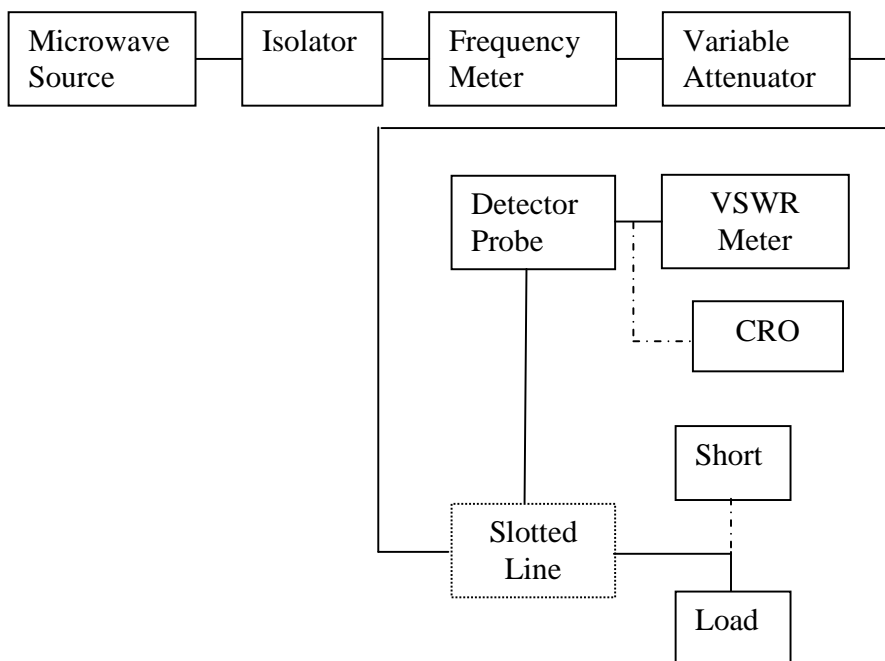 Microwave
Source
Isolator
Frequency
Meter
Variable
Attenuator
Detector
Probe
VSWR
Meter
CRO
Short
Slotted
Line
Load